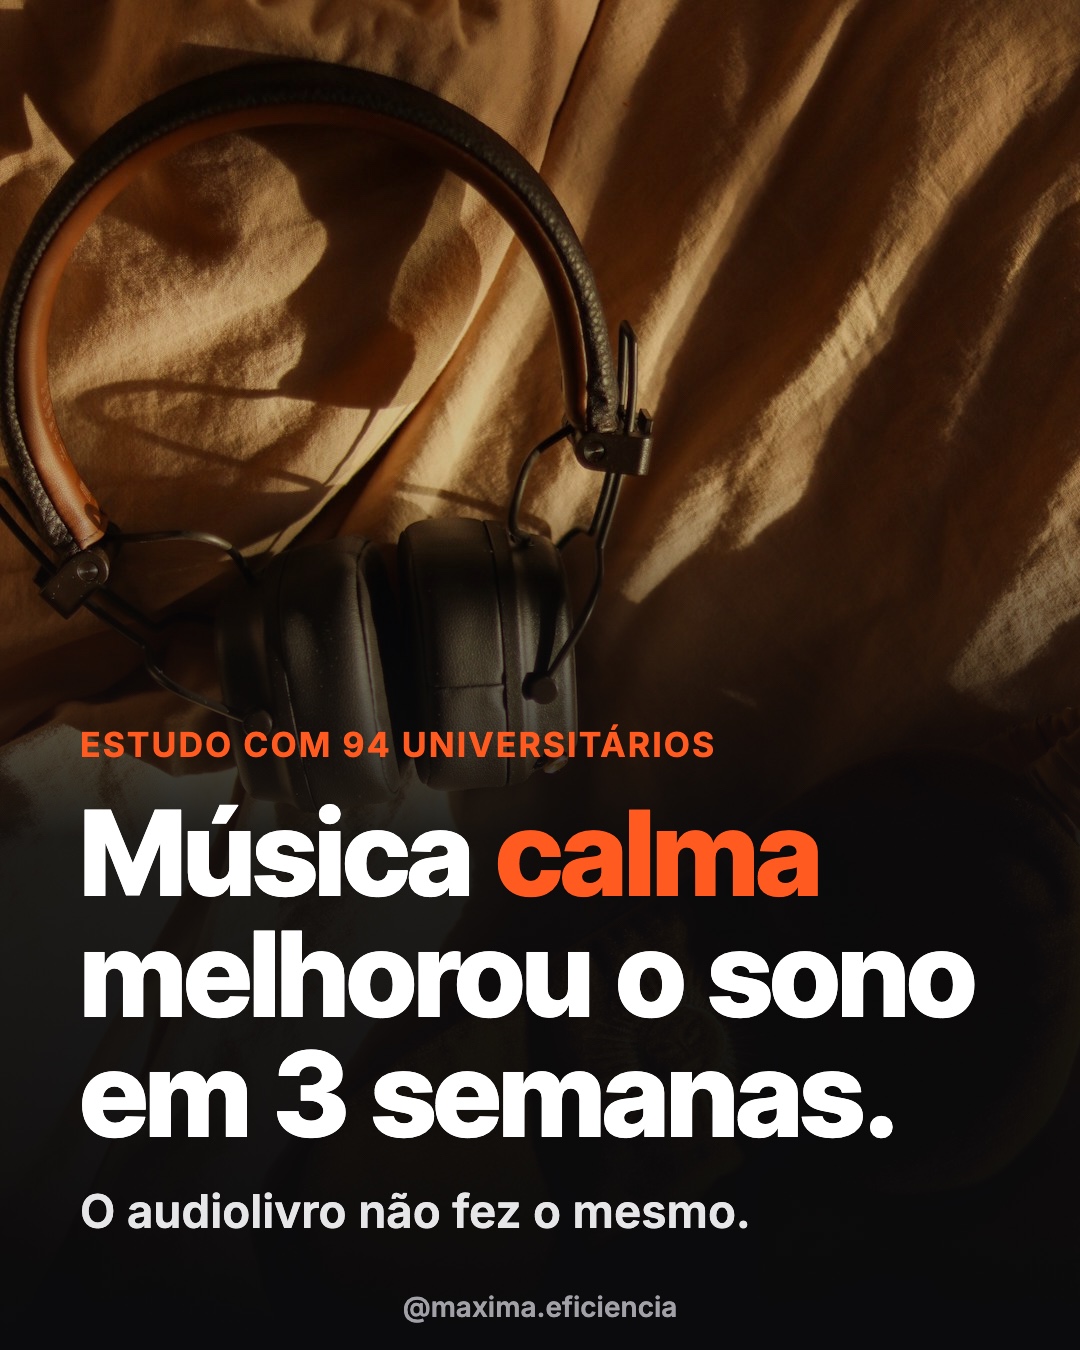 ESTUDO COM 94 UNIVERSITÁRIOS
Música calma
melhorou o sono
em 3 semanas.
O audiolivro não fez o mesmo.
@maxima.eficiencia